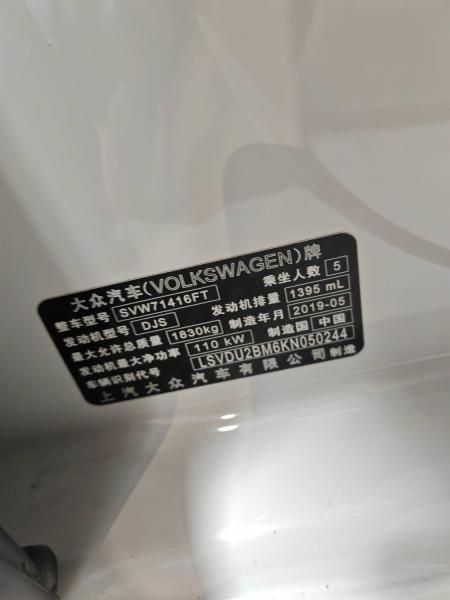 大众汽车(VOLKSWAGEN)牌
整车型号 SVW71416FT 乘坐人数 5
发动机型号 DJS 发动机排量 1395 mL
最大允许总质量 1830kg 制造年月 2019-05
发动机最大净功率 110 kW 制造国 中国
车辆识别代号 LSVDU2BM6KN050244
上汽大众汽车有限公司 制造